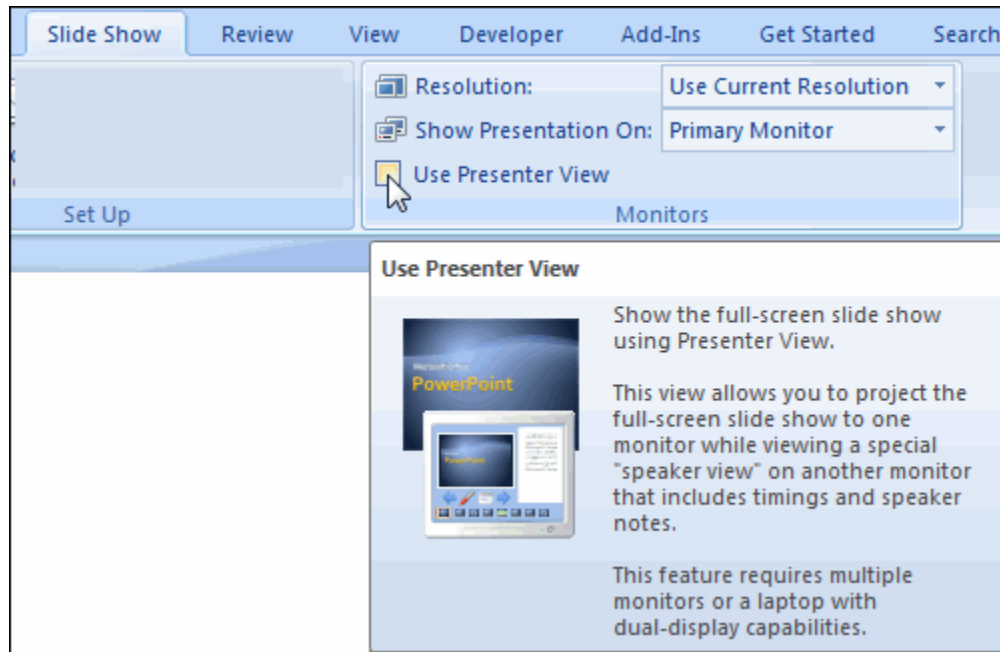 Slide Show Review View Developer Add-Ins Get Started Search
Resolution: Use Current Resolution
Show Presentation On: Primary Monitor
Use Presenter View
Set Up Monitors
Use Presenter View
Show the full-screen slide show
using Presenter View.
This view allows you to project the
full-screen slide show to one
monitor while viewing a special
"speaker view" on another monitor
that includes timings and speaker
notes.
This feature requires multiple
monitors or a laptop with
dual-display capabilities.
Microsoft Office
PowerPoint